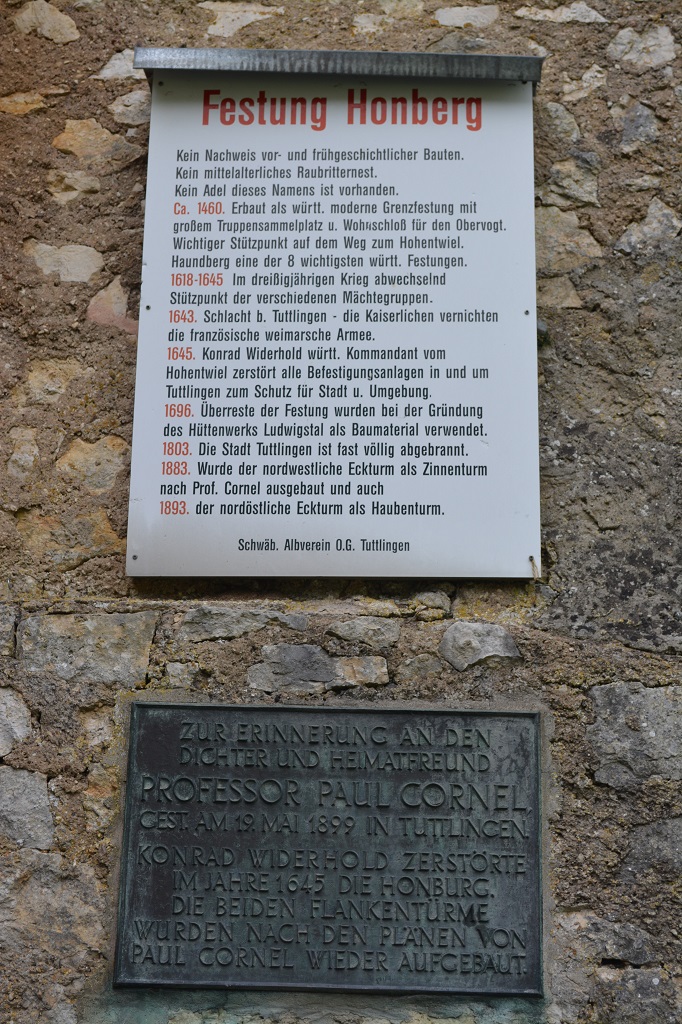 Festung Honberg
Kein Nachweis vor- und frühgeschichtlicher Bauten.
Kein mittelalterliches Raubritternest.
Kein Adel dieses Namens ist vorhanden.
Ca. 1460. Erbaut als württ. moderne Grenzfestung mit
großem Truppensammelplatz u. Wohnschloß für den Obervogt.
Wichtiger Stützpunkt auf dem Weg zum Hohentwiel.
Haundberg eine der 8 wichtigsten württ. Festungen.
1618-1645 Im dreißigjährigen Krieg abwechselnd
Stützpunkt der verschiedenen Mächtegruppen.
1643. Schlacht b. Tuttlingen - die Kaiserlichen vernichten
die französische weimarsche Armee.
1645. Konrad Widerhold württ. Kommandant vom
Hohentwiel zerstört alle Befestigungsanlagen in und um
Tuttlingen zum Schutz für Stadt u. Umgebung.
1696. Überreste der Festung wurden bei der Gründung
des Hüttenwerks Ludwigstal als Baumaterial verwendet.
1803. Die Stadt Tuttlingen ist fast völlig abgebrannt.
1883. Wurde der nordwestliche Eckturm als Zinnenturm
nach Prof. Cornel ausgebaut und auch
1893. der nordöstliche Eckturm als Haubenturm.
Schwäb. Albverein O.G. Tuttlingen
ZUR ERINNERUNG AN DEN
DICHTER UND HEIMATFREUND
PROFESSOR PAUL CORNEL
GEST. AM 19. MAI 1899 IN TUTTLINGEN.
KONRAD WIDERHOLD ZERSTÖRTE
IM JAHRE 1645 DIE HONBURG.
DIE BEIDEN FLANKENTÜRME
WURDEN NACH DEN PLÄNEN VON
PAUL CORNEL WIEDER AUFGEBAUT.